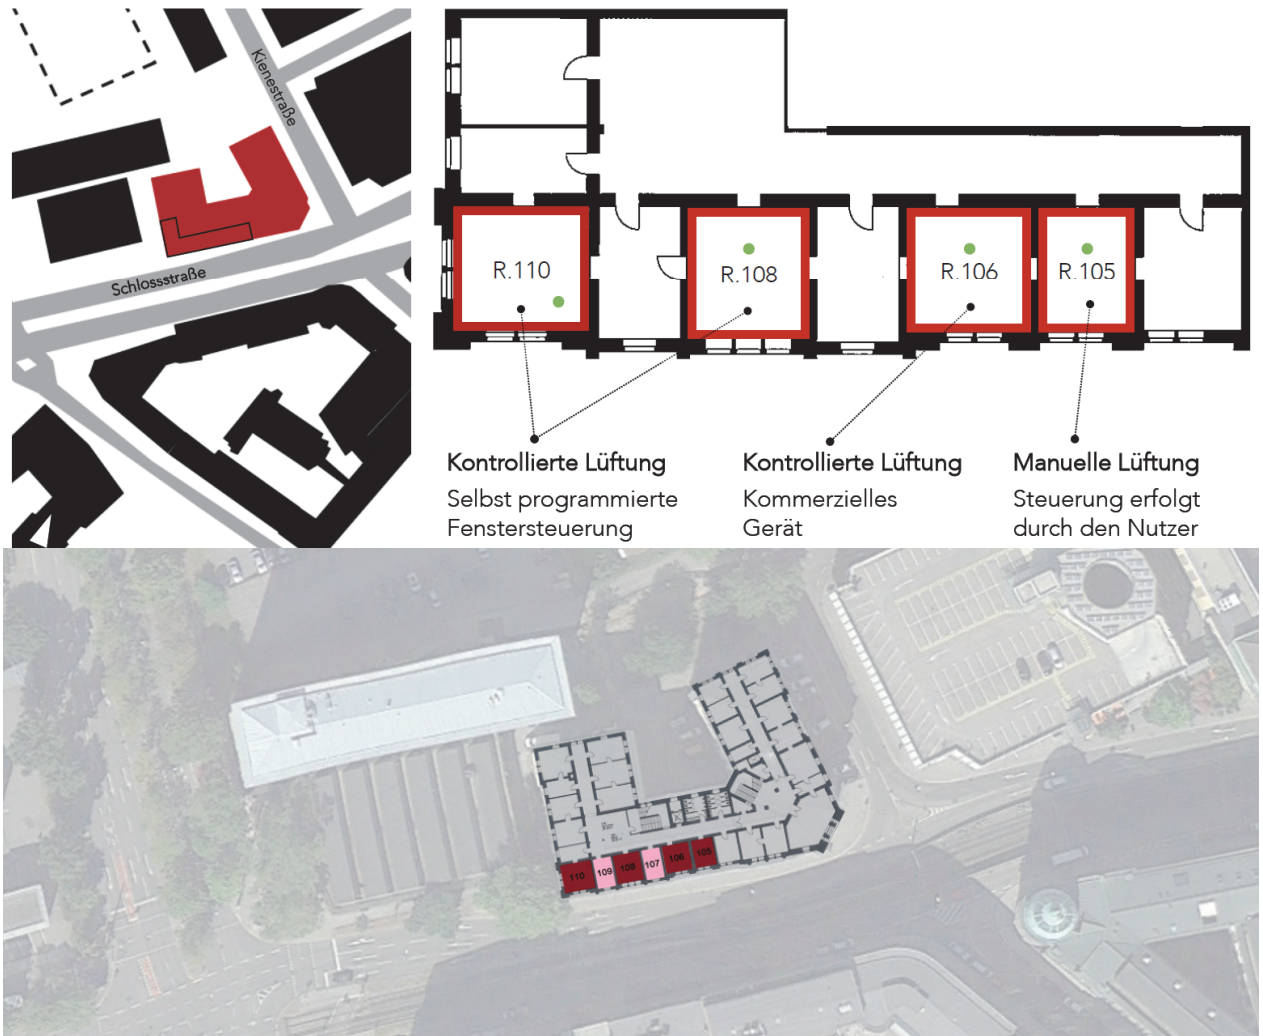 Kienestraße
Schlossstraße
R.110
R.108
R.106
R.105
Kontrollierte Lüftung
Selbst programmierte
Fenstersteuerung
Kontrollierte Lüftung
Kommerzielles
Gerät
Manuelle Lüftung
Steuerung erfolgt
durch den Nutzer
110
109
108
107
106
105